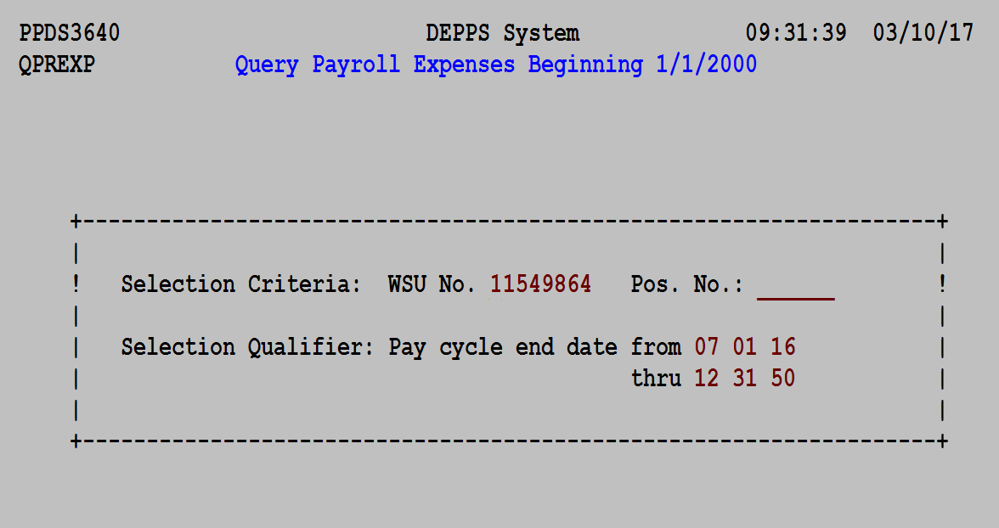 PPDS3640 DEPPS System 09:31:39 03/10/17
QPREXP Query Payroll Expenses Beginning 1/1/2000
+-------------------------------------------------------------------+
| |
! Selection Criteria: WSU No. 11549864 Pos. No.: ______ !
| |
| Selection Qualifier: Pay cycle end date from 07 01 16 |
| thru 12 31 50 |
| |
+-------------------------------------------------------------------+